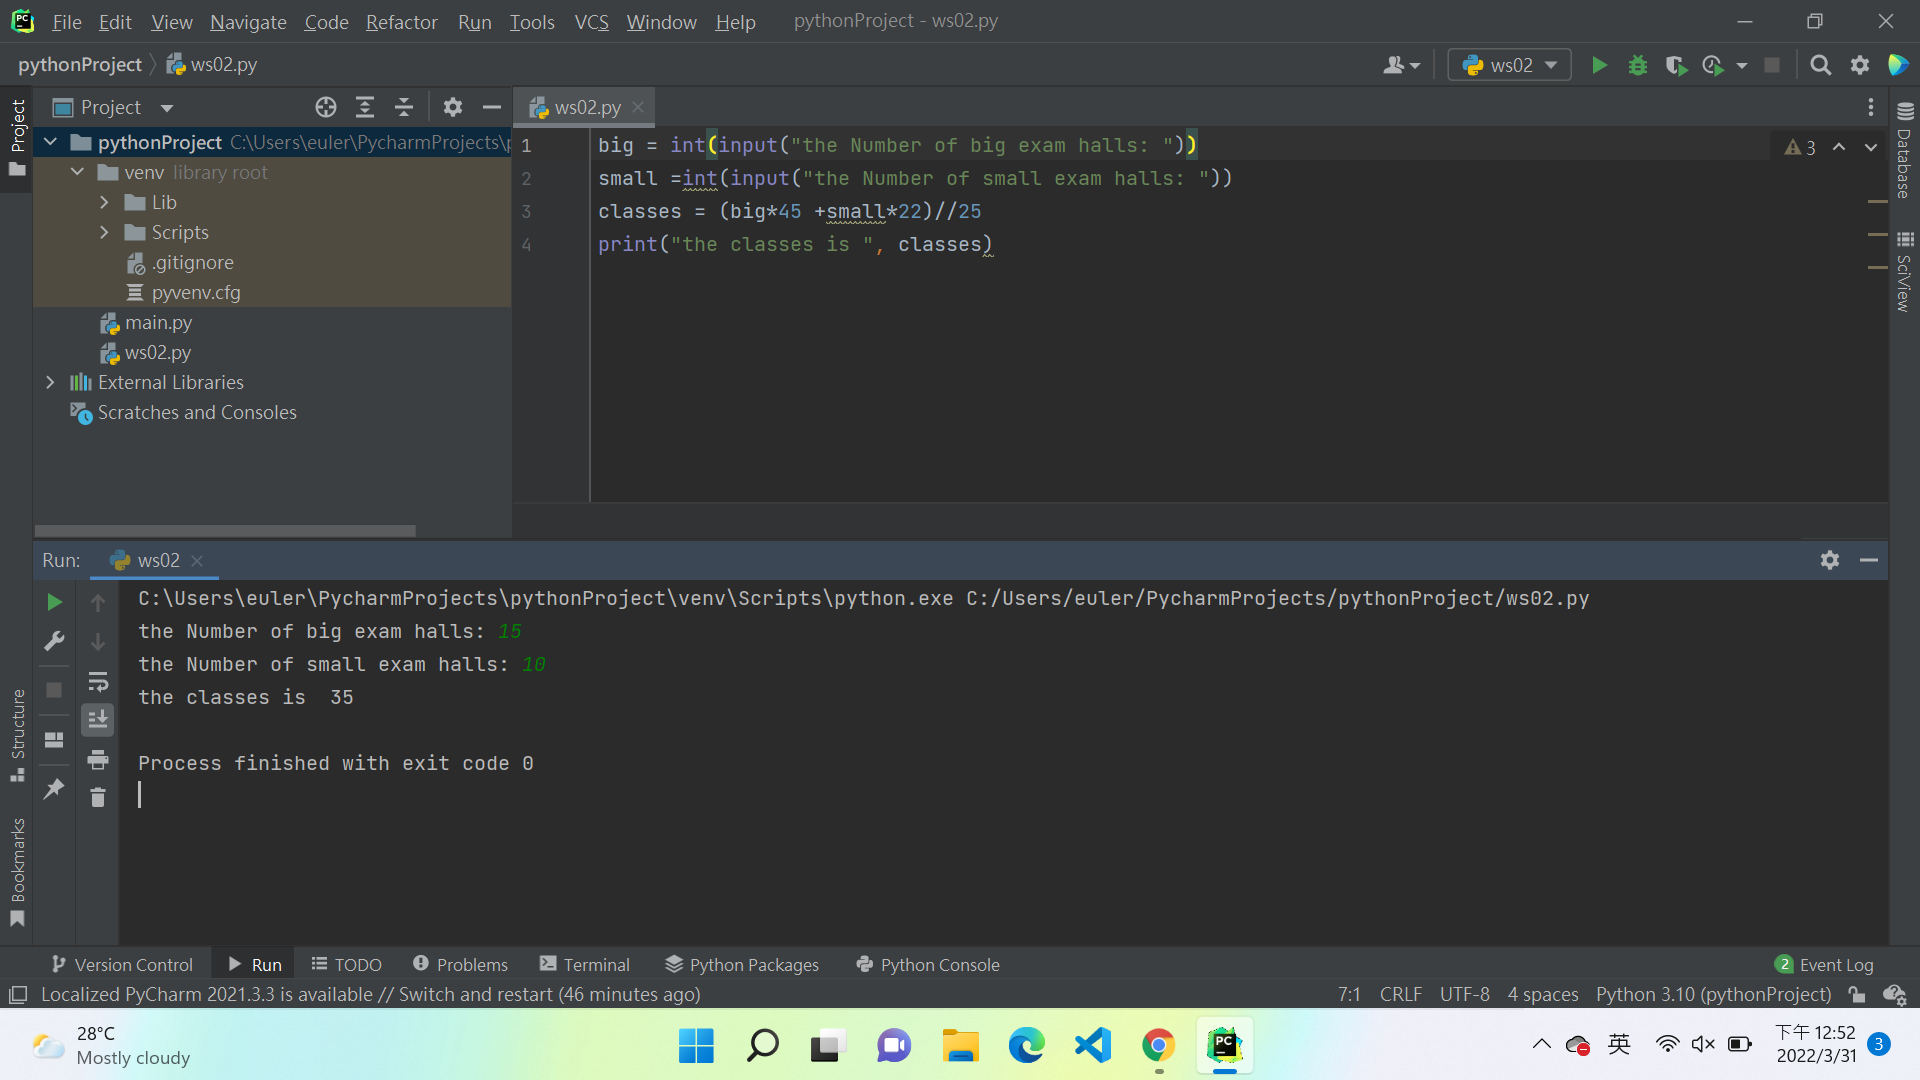 File Edit View Navigate Code Refactor Run Tools VCS Window Help pythonProject - ws02.py
pythonProject ws02.py
ws02
Project
Project
ws02.py
pythonProject C:\Users\euler\PycharmProjects\p
venv library root
Lib
Scripts
.gitignore
pyvenv.cfg
main.py
ws02.py
External Libraries
Scratches and Consoles
1 big = int(input("the Number of big exam halls: "))
2 small =int(input("the Number of small exam halls: "))
3 classes = (big*45 +small*22)//25
4 print("the classes is ", classes)
3
Database
SciView
Run: ws02
C:\Users\euler\PycharmProjects\pythonProject\venv\Scripts\python.exe C:/Users/euler/PycharmProjects/pythonProject/ws02.py
the Number of big exam halls: 15
the Number of small exam halls: 10
the classes is  35
Process finished with exit code 0
Structure
Bookmarks
Version Control Run TODO Problems Terminal Python Packages Python Console 2 Event Log
Localized PyCharm 2021.3.3 is available // Switch and restart (46 minutes ago) 7:1 CRLF UTF-8 4 spaces Python 3.10 (pythonProject)
28°C
Mostly cloudy
PC
英
下午 12:52
2022/3/31
3